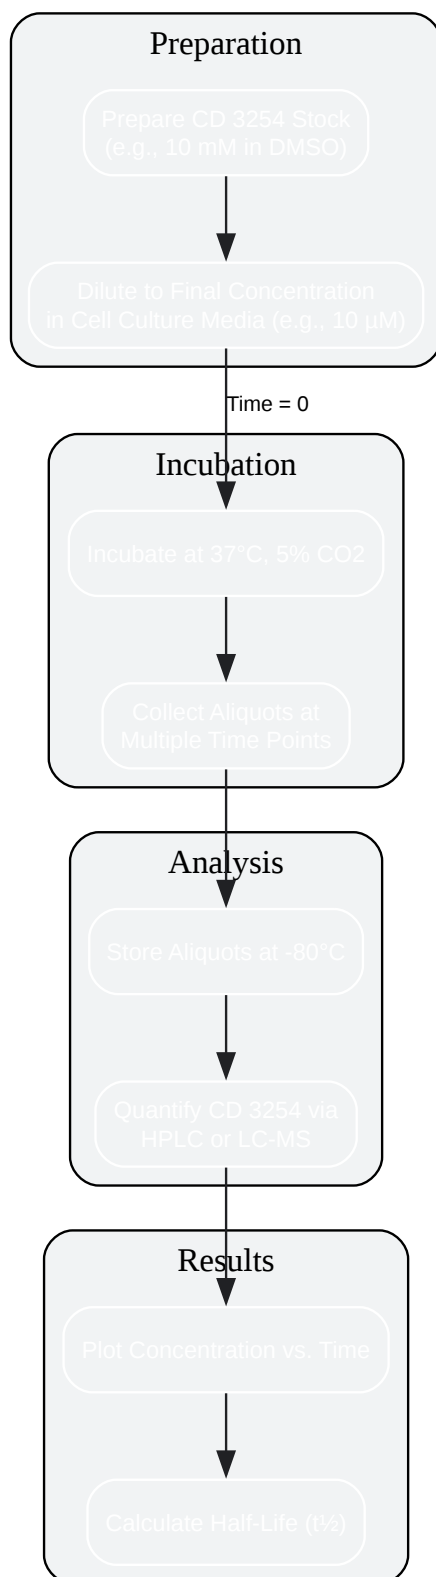 Preparation
Prepare CD 3254 Stock
(e.g., 10 mM in DMSO)
Dilute to Final Concentration
in Cell Culture Media (e.g., 10 µM)
Time = 0
Incubation
Incubate at 37°C, 5% CO2
Collect Aliquots at
Multiple Time Points
Analysis
Store Aliquots at -80°C
Quantify CD 3254 via
HPLC or LC-MS
Results
Plot Concentration vs. Time
Calculate Half-Life (t½)